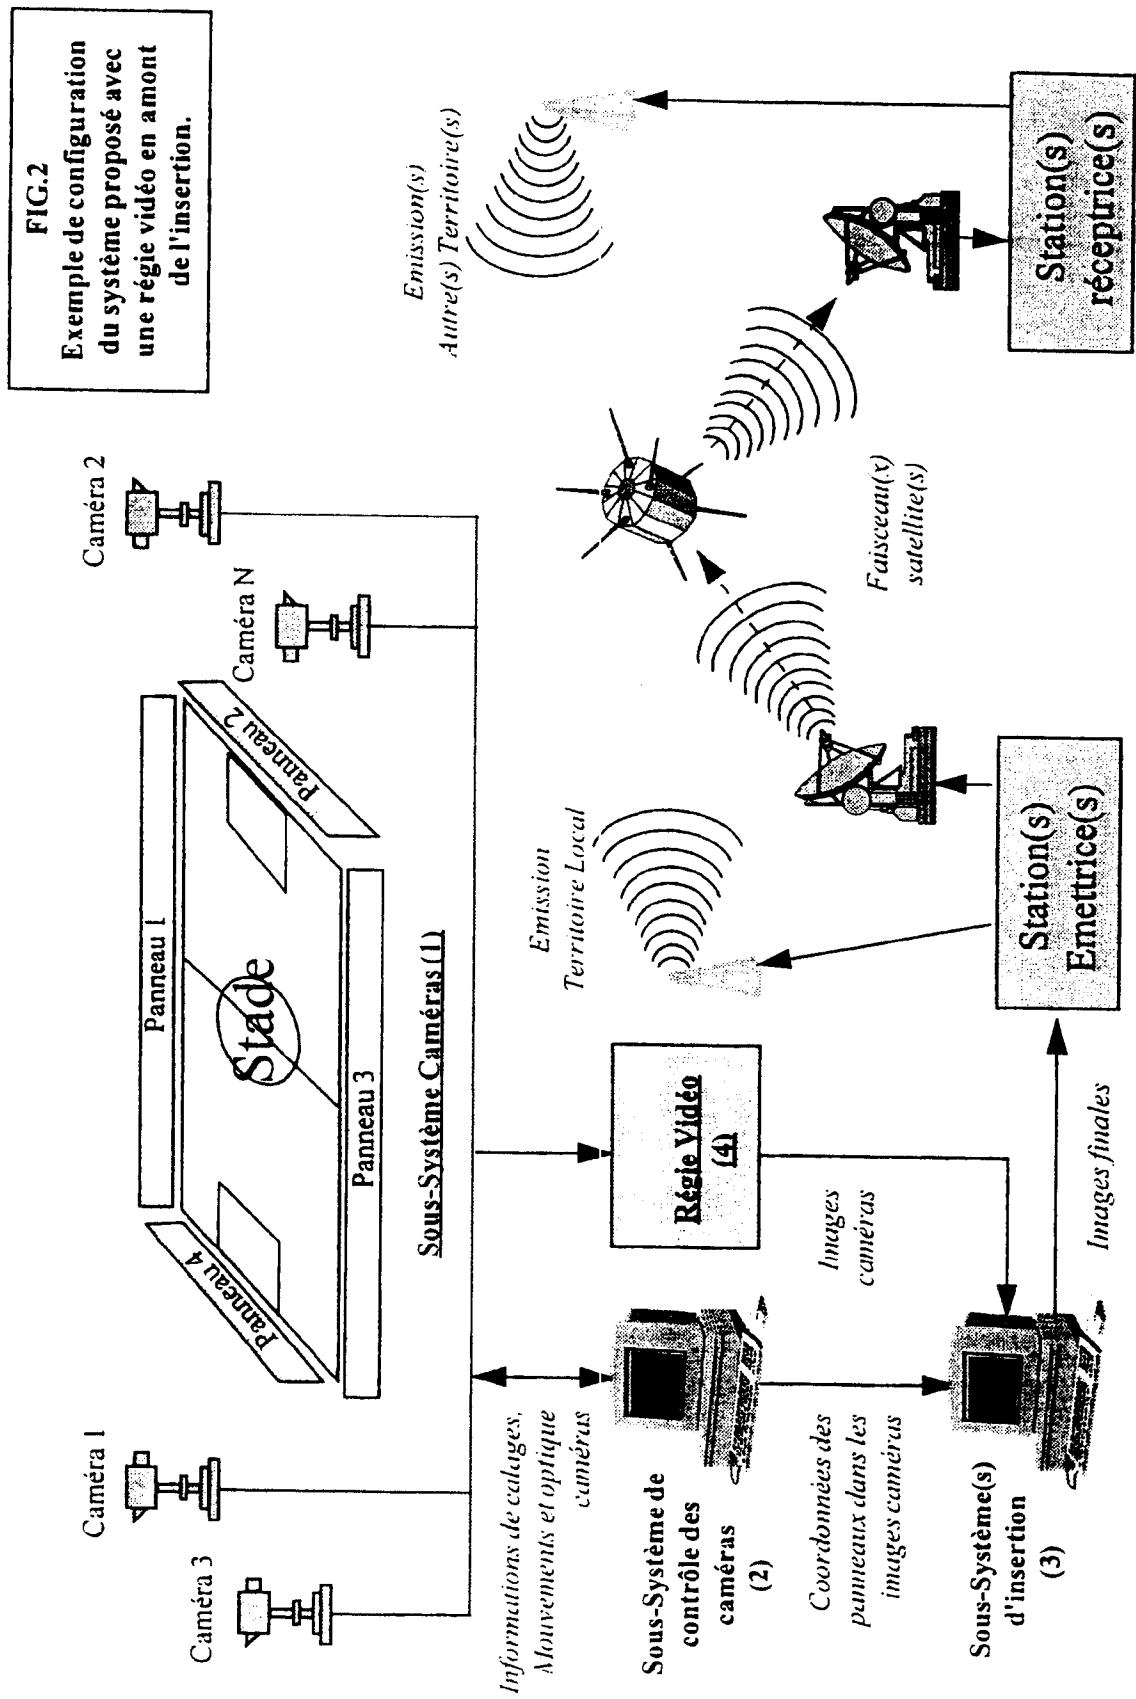 FIG.2
Exemple de configuration
du système proposé avec
une régie vidéo en amont
de l'insertion.
Caméra 1
Caméra 3
Caméra 2
Caméra N
Panneau 1
Panneau 2
Panneau 4
Stade
Panneau 3
Sous-Système Caméras (1)
Informations de calages,
Mouvements et optique
caméras
Sous-Système de
contrôle des
caméras
(2)
Régie Vidéo
(4)
Images
caméras
Coordonnées des
panneaux dans les
images caméras
Sous-Système(s)
d'insertion
(3)
Images finales
Emission
Territoire Local
Station(s)
Emettrice(s)
Faisceau(x)
satellite(s)
Emission(s)
Autre(s) Territoire(s)
Station(s)
réceptrice(s)